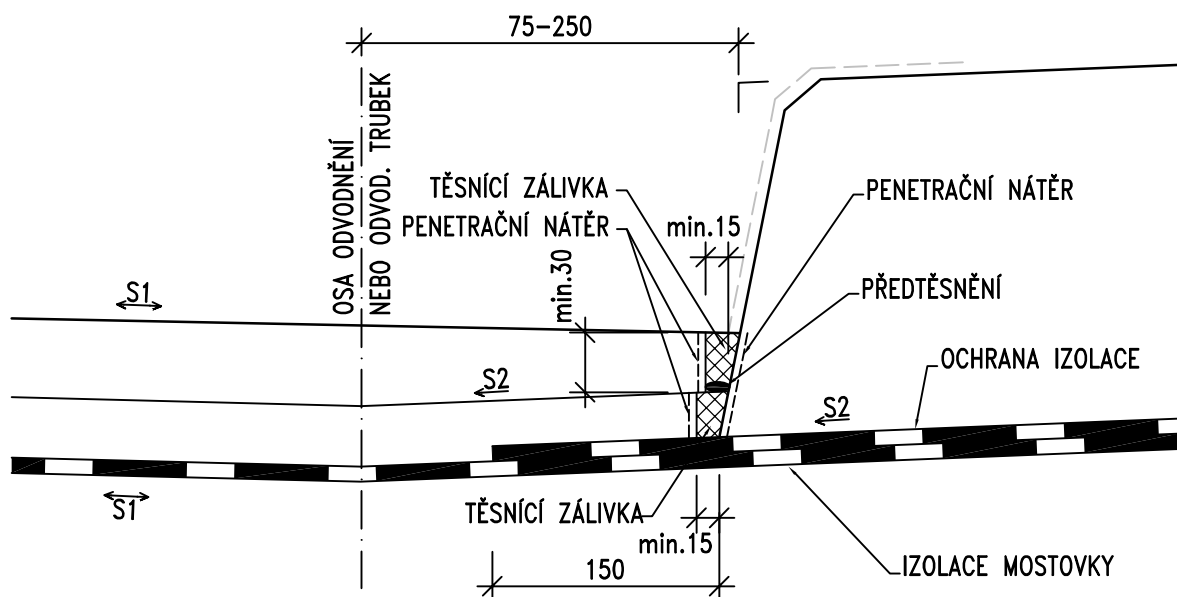 75-250
OSA ODVODNĚNÍ
NEBO ODVOD. TRUBEK
TĚSNÍCÍ ZÁLIVKA
PENETRAČNÍ NÁTĚR
min.15
PENETRAČNÍ NÁTĚR
min.30
PŘEDTĚSNĚNÍ
S1
OCHRANA IZOLACE
S2
S2
S1
TĚSNÍCÍ ZÁLIVKA
min.15
150
IZOLACE MOSTOVKY